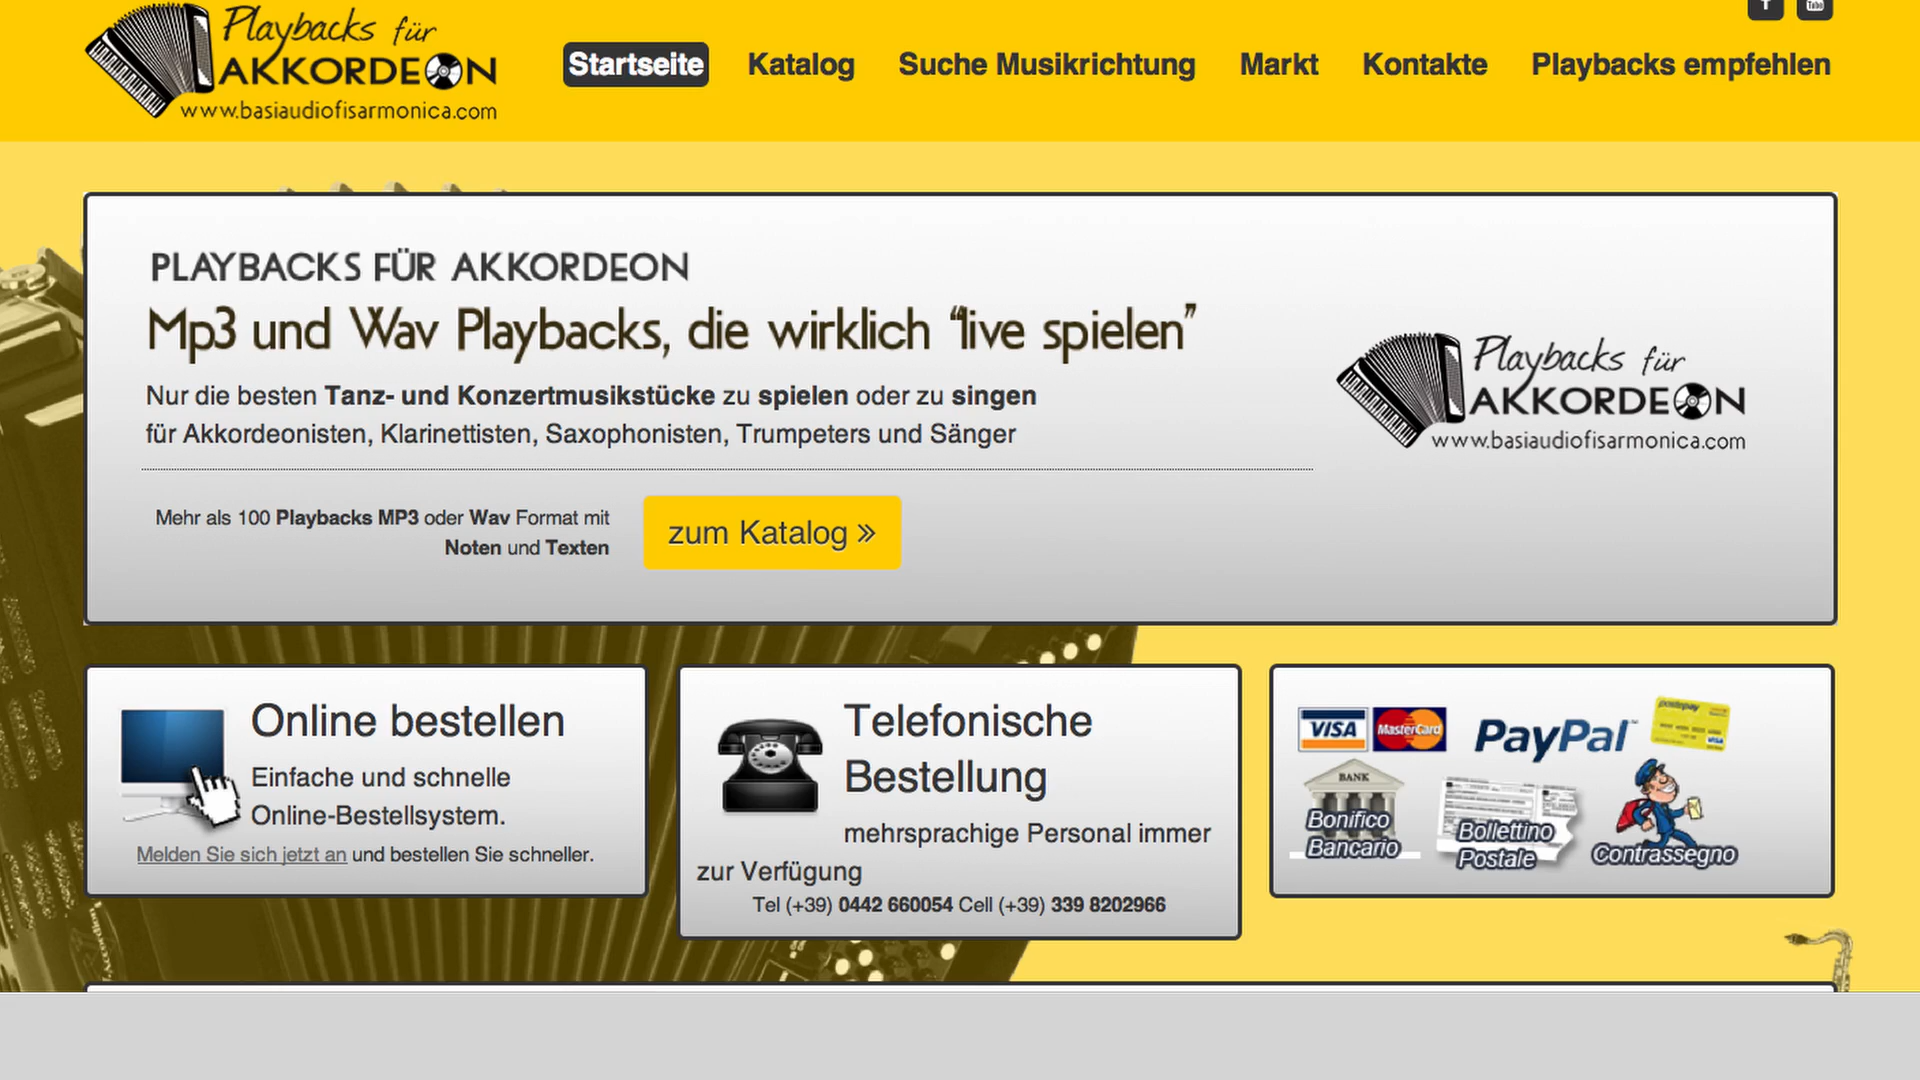 Playbacks für
AKKORDEON
www.basiaudiofisarmonica.com
Startseite
Katalog
Suche Musikrichtung
Markt
Kontakte
Playbacks empfehlen
PLAYBACKS FÜR AKKORDEON
Mp3 und Wav Playbacks, die wirklich “live spielen”
Nur die besten Tanz- und Konzertmusikstücke zu spielen oder zu singen
für Akkordeonisten, Klarinettisten, Saxophonisten, Trumpeters und Sänger
Playbacks für
AKKORDEON
www.basiaudiofisarmonica.com
Mehr als 100 Playbacks MP3 oder Wav Format mit
Noten und Texten
zum Katalog »
Online bestellen
Einfache und schnelle
Online-Bestellsystem.
Melden Sie sich jetzt an und bestellen Sie schneller.
Telefonische
Bestellung
mehrsprachige Personal immer
zur Verfügung
Tel (+39) 0442 660054 Cell (+39) 339 8202966
VISA
MasterCard
PayPal
postepay
VISA
BANK
Bonifico
Bancario
Bollettino
Postale
Contrassegno